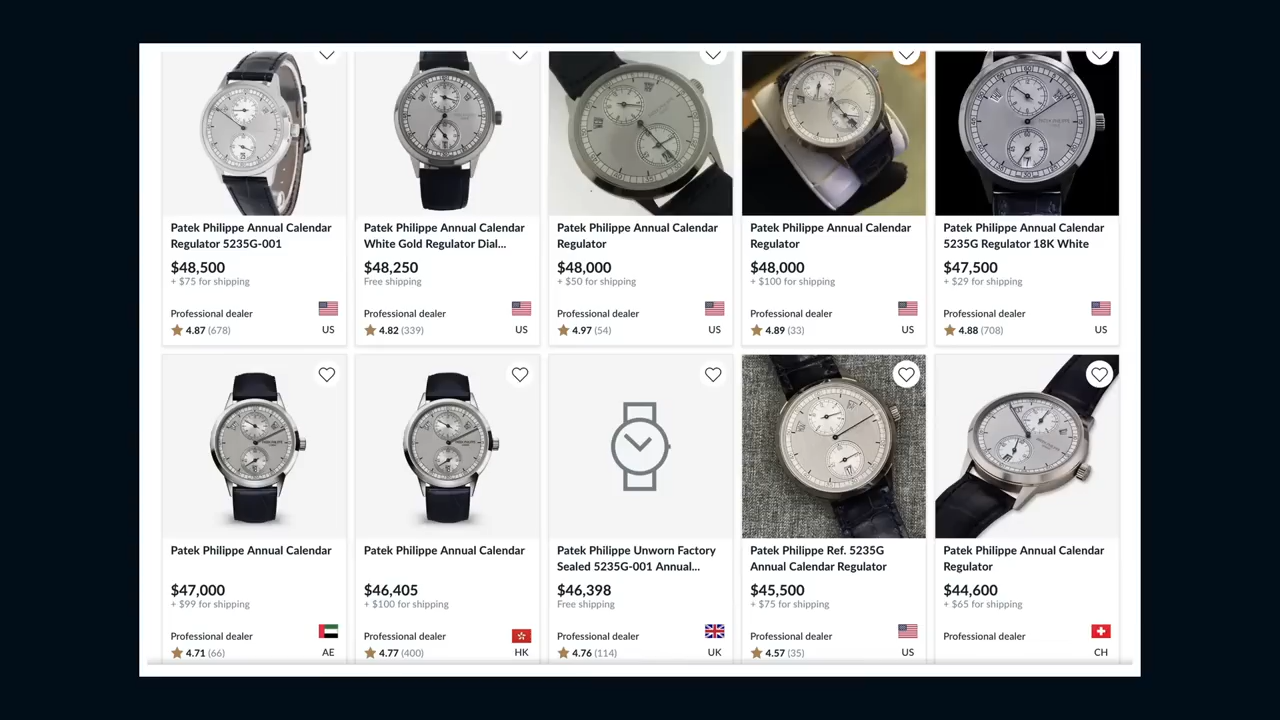 Patek Philippe Annual Calendar
Regulator 5235G-001
$48,500
+ $75 for shipping
Professional dealer
4.87 (678)
US
Patek Philippe Annual Calendar
White Gold Regulator Dial...
$48,250
Free shipping
Professional dealer
4.82 (339)
US
Patek Philippe Annual Calendar
Regulator
$48,000
+ $50 for shipping
Professional dealer
4.97 (54)
US
Patek Philippe Annual Calendar
Regulator
$48,000
+ $100 for shipping
Professional dealer
4.89 (33)
US
Patek Philippe Annual Calendar
5235G Regulator 18K White
$47,500
+ $29 for shipping
Professional dealer
4.88 (708)
US
Patek Philippe Annual Calendar
$47,000
+ $99 for shipping
Professional dealer
4.71 (66)
AE
Patek Philippe Annual Calendar
$46,405
+ $100 for shipping
Professional dealer
4.77 (400)
HK
Patek Philippe Unworn Factory
Sealed 5235G-001 Annual...
$46,398
Free shipping
Professional dealer
4.76 (114)
UK
Patek Philippe Ref. 5235G
Annual Calendar Regulator
$45,500
+ $75 for shipping
Professional dealer
4.57 (35)
US
Patek Philippe Annual Calendar
Regulator
$44,600
+ $65 for shipping
Professional dealer
CH